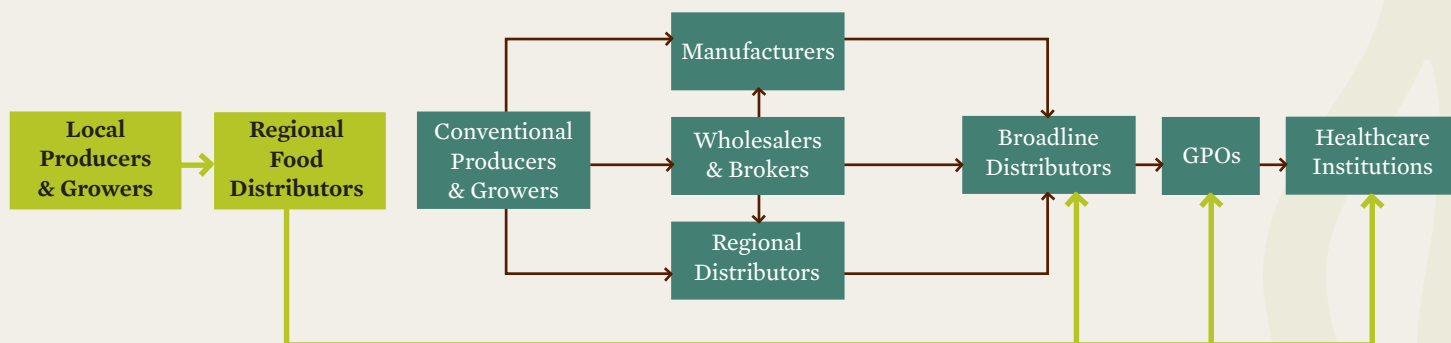 Local
Producers
& Growers
Regional
Food
Distributors
Conventional
Producers
& Growers
Manufacturers
Wholesalers
& Brokers
Regional
Distributors
Broadline
Distributors
GPOs
Healthcare
Institutions